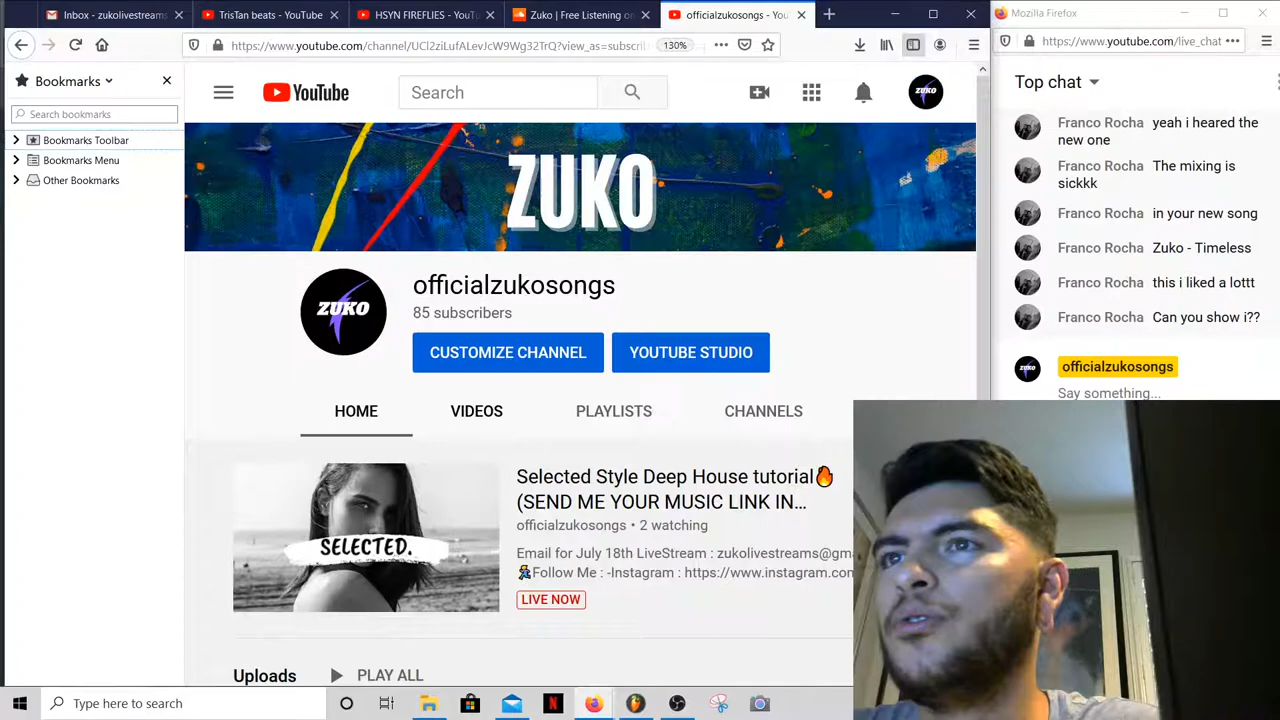 Inbox - zukolivestreams
TrisTan beats - YouTube
HSYN FIREFLIES - YouTu
Zuko | Free Listening on
officialzukosongs - You
Mozilla Firefox
https://www.youtube.com/channel/UCl2ziLufALevJcW9Wg32TrQ?view_as=subscri
130%
https://www.youtube.com/live_chat
Bookmarks
Search bookmarks
Bookmarks Toolbar
Bookmarks Menu
Other Bookmarks
YouTube
Search
ZUKO
ZUKO
ZUKO
officialzukosongs
85 subscribers
CUSTOMIZE CHANNEL
YOUTUBE STUDIO
HOME
VIDEOS
PLAYLISTS
CHANNELS
SELECTED.
Selected Style Deep House tutorial🔥
(SEND ME YOUR MUSIC LINK IN...
officialzukosongs • 2 watching
Email for July 18th LiveStream : zukolivestreams@gm
Follow Me : -Instagram : https://www.instagram.con
LIVE NOW
Uploads
PLAY ALL
Top chat
Franco Rocha yeah i heared the
new one
Franco Rocha The mixing is
sickkk
Franco Rocha in your new song
Franco Rocha Zuko - Timeless
Franco Rocha this i liked a lottt
Franco Rocha Can you show i??
ZUKO
officialzukosongs
Say something...
Type here to search